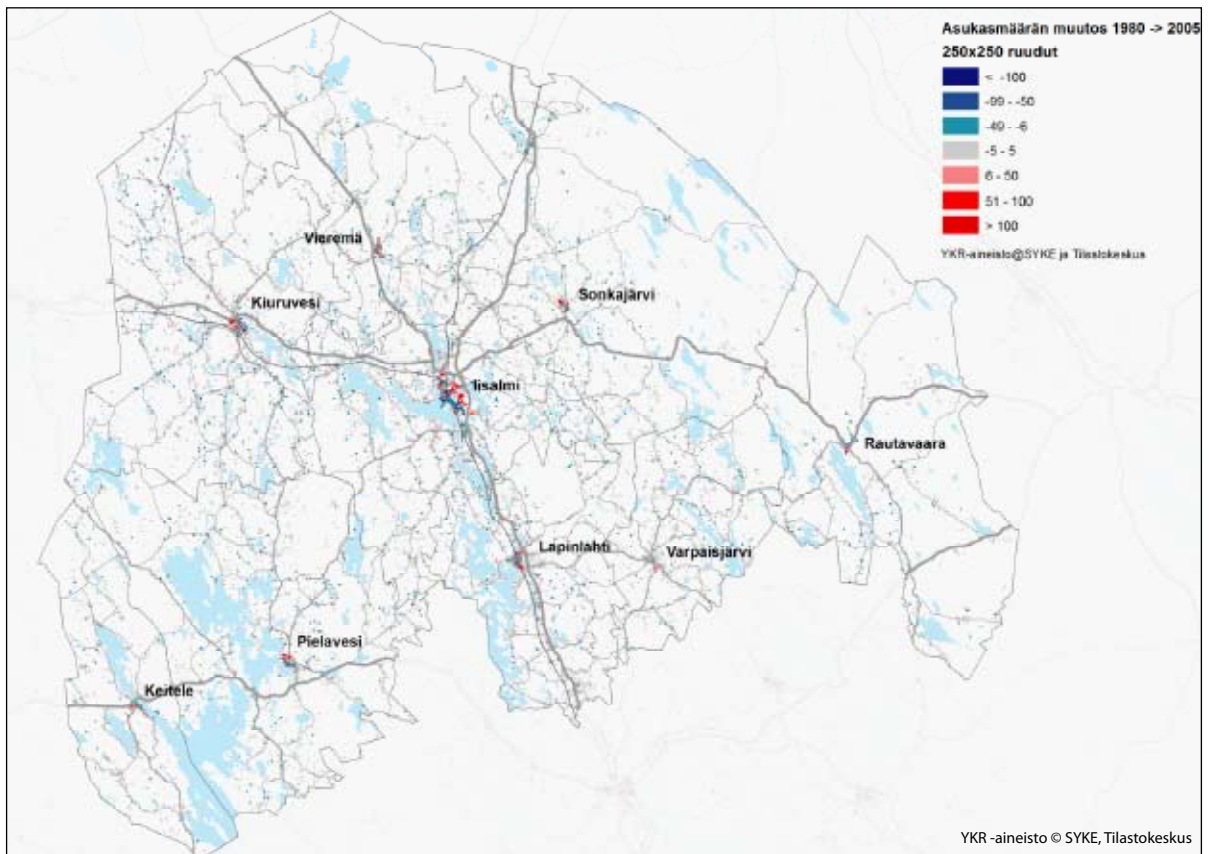 Asukasmäärän muutos 1980 -> 2005
250x250 ruudut
< -100
-99 - -50
-49 - -6
-5 - 5
6 - 50
51 - 100
> 100
YKR-aineisto@SYKE ja Tilastokeskus
Vieremä
Kiuruvesi
Sonkajärvi
Iisalmi
Rautavaara
Lapinlahti
Varpaisjärvi
Pielavesi
Keitele
YKR -aineisto © SYKE, Tilastokeskus